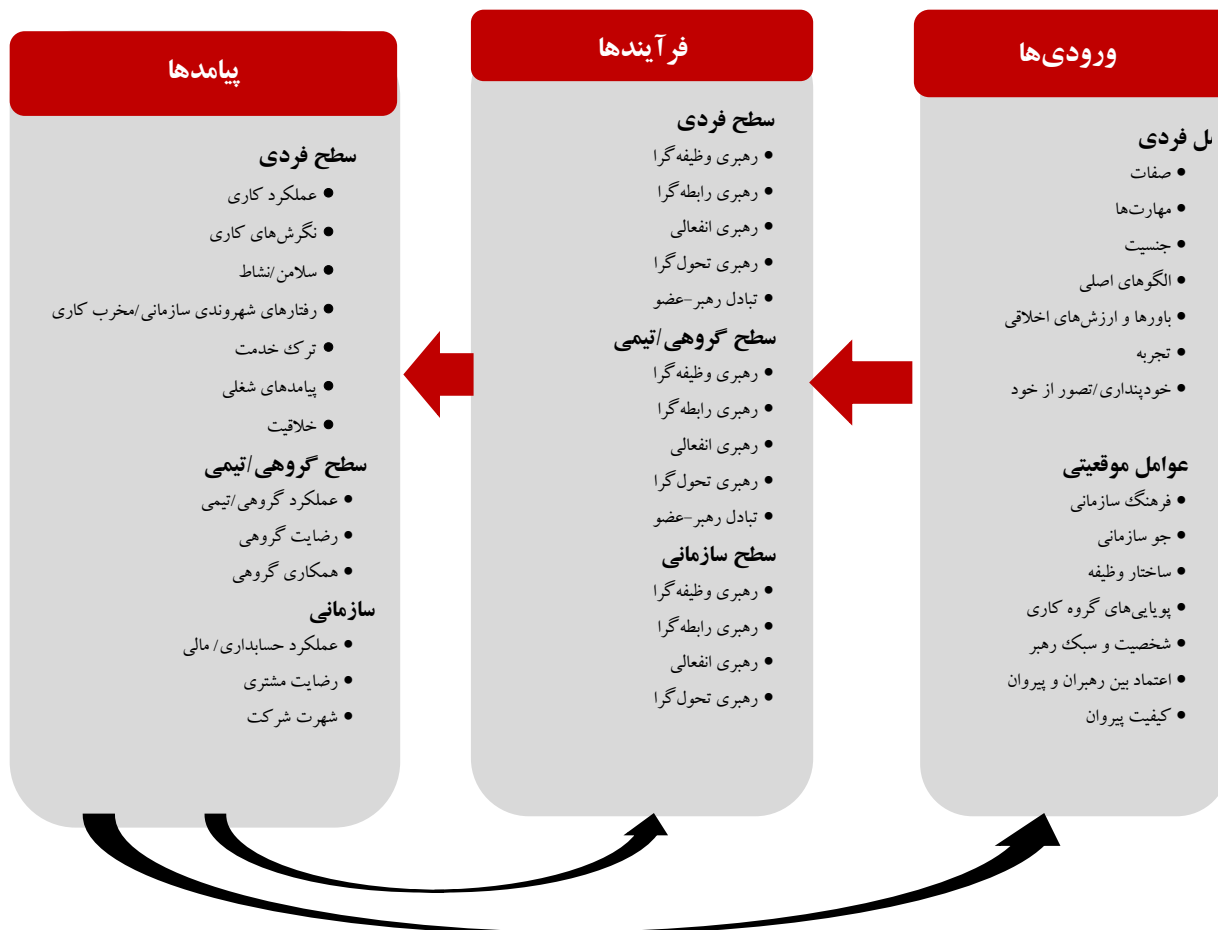 ورودی‌ها
ل فردی
• صفات
• مهارت‌ها
• جنسیت
• الگوهای اصلی
• باورها و ارزش‌های اخلاقی
• تجربه
• خودپنداری/تصور از خود
عوامل موقعیتی
• فرهنگ سازمانی
• جو سازمانی
• ساختار وظیفه
• پویایی‌های گروه کاری
• شخصیت و سبک رهبر
• اعتماد بین رهبران و پیروان
• کیفیت پیروان
فرآیندها
سطح فردی
• رهبری وظیفه‌گرا
• رهبری رابطه‌گرا
• رهبری انفعالی
• رهبری تحول‌گرا
• تبادل رهبر-عضو
سطح گروهی/تیمی
• رهبری وظیفه‌گرا
• رهبری رابطه‌گرا
• رهبری انفعالی
• رهبری تحول‌گرا
• تبادل رهبر-عضو
سطح سازمانی
• رهبری وظیفه‌گرا
• رهبری رابطه‌گرا
• رهبری انفعالی
• رهبری تحول‌گرا
پیامدها
سطح فردی
• عملکرد کاری
• نگرش‌های کاری
• سلامن/نشاط
• رفتارهای شهروندی سازمانی/مخرب کاری
• ترک خدمت
• پیامدهای شغلی
• خلاقیت
سطح گروهی/تیمی
• عملکرد گروهی/تیمی
• رضایت گروهی
• همکاری گروهی
سازمانی
• عملکرد حسابداری/ مالی
• رضایت مشتری
• شهرت شرکت